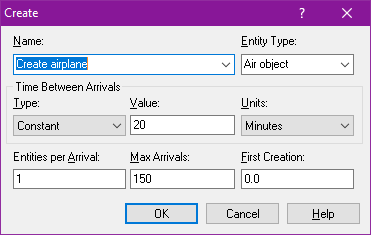 Create
Name: Entity Type:
Create airplane Air object
Time Between Arrivals
Type: Value: Units:
Constant 20 Minutes
Entities per Arrival: Max Arrivals: First Creation:
1 150 0.0
OK Cancel Help